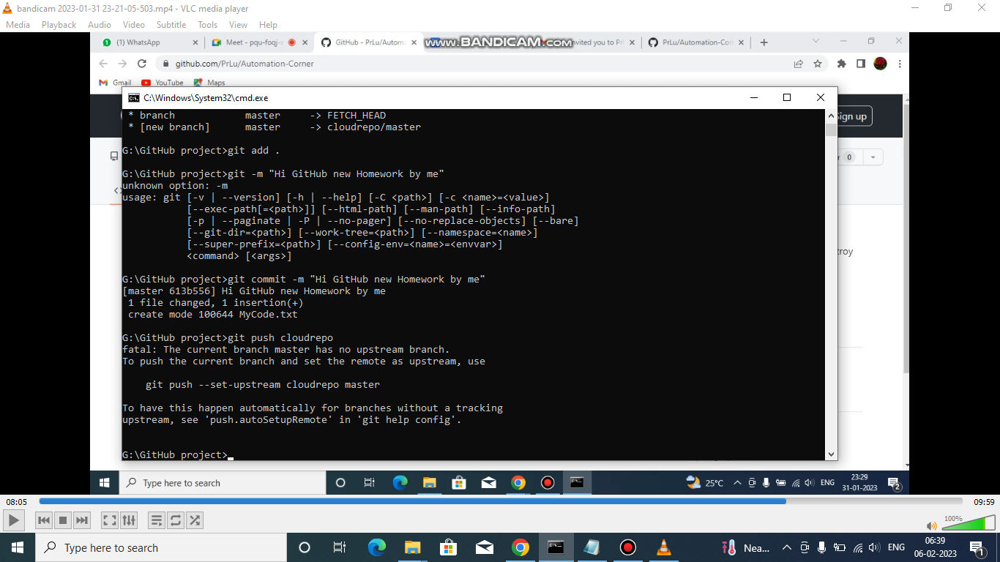 bandicam 2023-01-31 23-21-05-503.mp4 - VLC media player
Media Playback Audio Video Subtitle Tools View Help
(1) WhatsApp
Meet - pqu-foqj-
GitHub - PrLu/Autom
www.BANDICAM.COM
nvited you to Pr
PrLu/Automation-Cor
github.com/PrLu/Automation-Corner
Gmail YouTube Maps
C:\Windows\System32\cmd.exe
Sign up
0
troy
* branch master -> FETCH_HEAD
* [new branch] master -> cloudrepo/master
G:\GitHub project>git add .
G:\GitHub project>git -m "Hi GitHub new Homework by me"
unknown option: -m
usage: git [-v | --version] [-h | --help] [-C <path>] [-c <name>=<value>]
[--exec-path[=<path>]] [--html-path] [--man-path] [--info-path]
[-p | --paginate | -P | --no-pager] [--no-replace-objects] [--bare]
[--git-dir=<path>] [--work-tree=<path>] [--namespace=<name>]
[--super-prefix=<path>] [--config-env=<name>=<envvar>]
<command> [<args>]
G:\GitHub project>git commit -m "Hi GitHub new Homework by me"
[master 613b556] Hi GitHub new Homework by me
1 file changed, 1 insertion(+)
create mode 100644 MyCode.txt
G:\GitHub project>git push cloudrepo
fatal: The current branch master has no upstream branch.
To push the current branch and set the remote as upstream, use
git push --set-upstream cloudrepo master
To have this happen automatically for branches without a tracking
upstream, see 'push.autoSetupRemote' in 'git help config'.
G:\GitHub project>
Type here to search
25°C
ENG
23:29
31-01-2023
2
08:05
09:59
100%
Type here to search
Nea...
ENG
06:39
06-02-2023
1